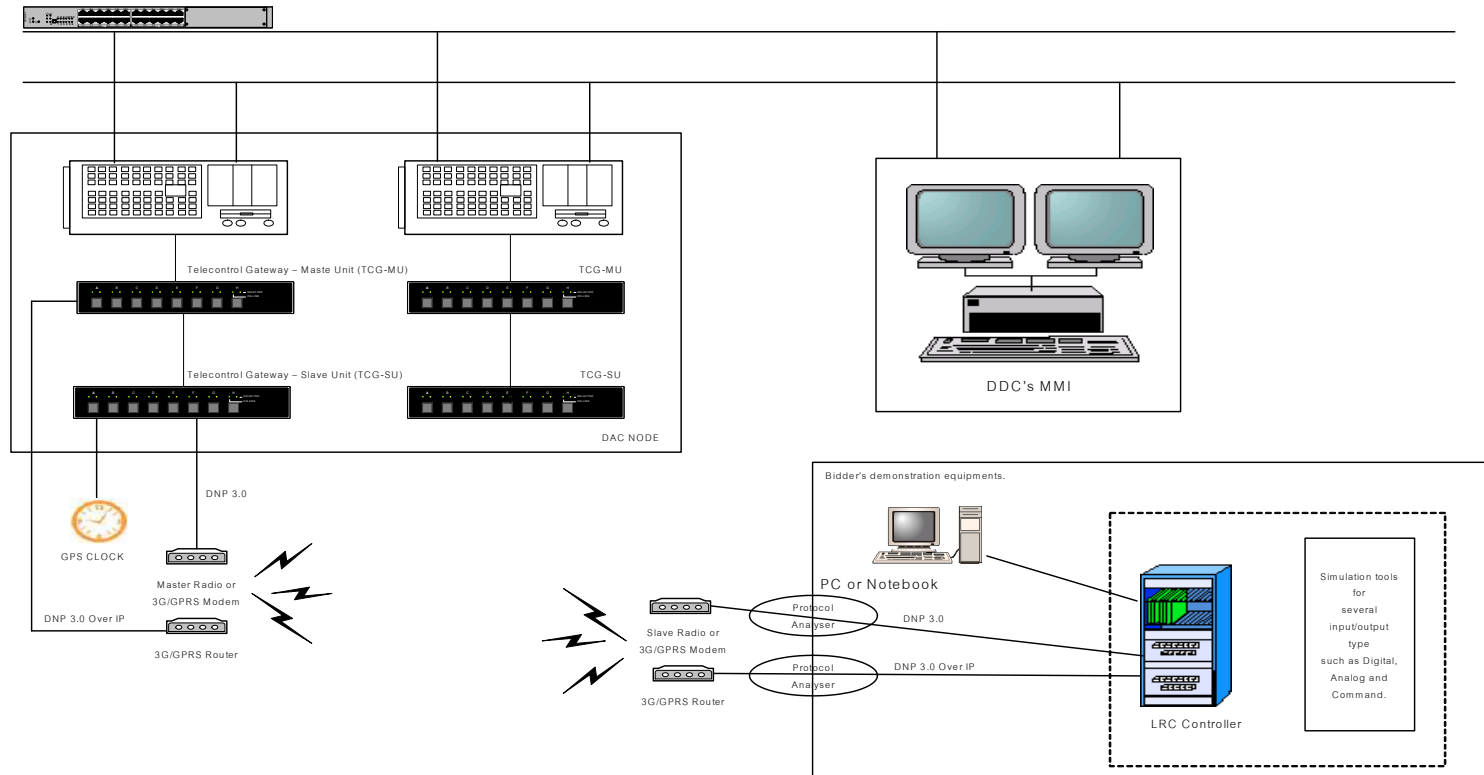 Telecontrol Gateway – Maste Unit (TCG-MU)
TCG-MU
A B C D E F G H
A B C D E F G H
Telecontrol Gateway – Slave Unit (TCG-SU)
TCG-SU
A B C D E F G H
A B C D E F G H
DAC NODE
DDC's MMI
DNP 3.0
GPS CLOCK
Master Radio or
3G/GPRS Modem
DNP 3.0 Over IP
3G/GPRS Router
Bidder's demonstration equipments.
PC or Notebook
Slave Radio or
3G/GPRS Modem
Protocol
Analyser
DNP 3.0
3G/GPRS Router
Protocol
Analyser
DNP 3.0 Over IP
LRC Controller
Simulation tools
for
several
input/output
type
such as Digital,
Analog and
Command.